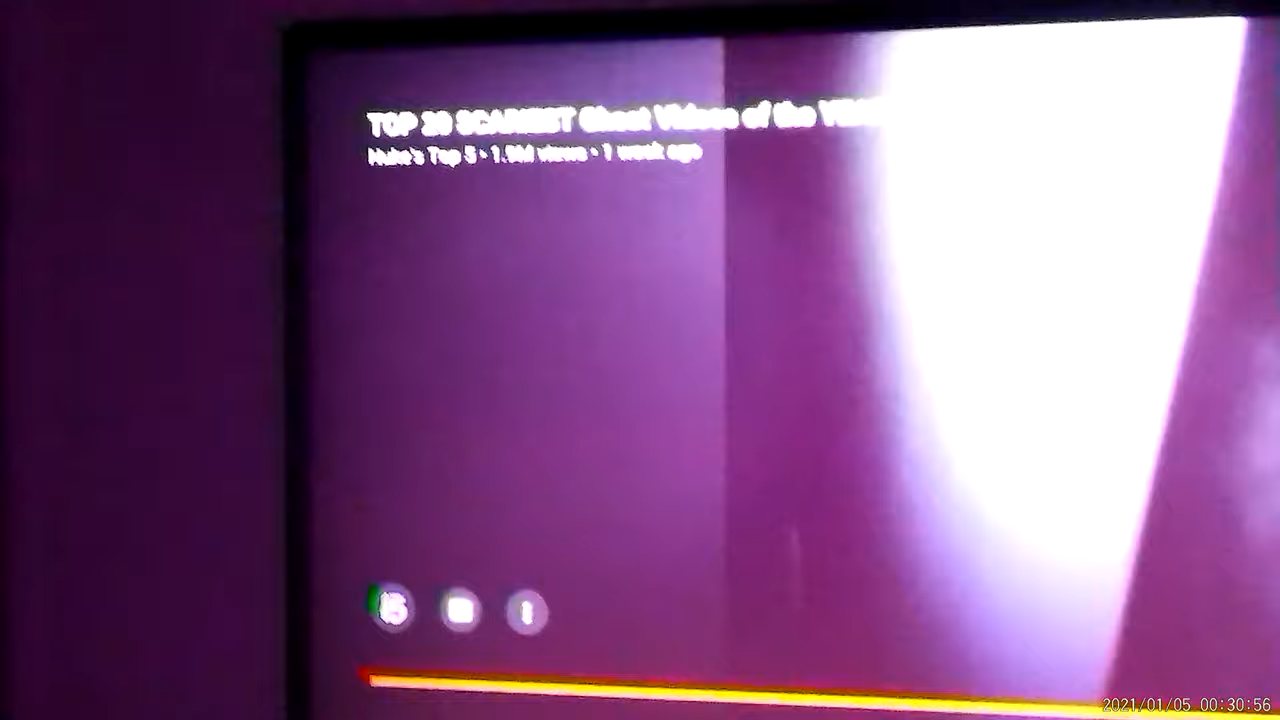 TOP 20 SCARIEST Ghost Videos of the
Nuke's Top 5 • 1.9M views • 1 week ago
2021/01/05 00:30:56